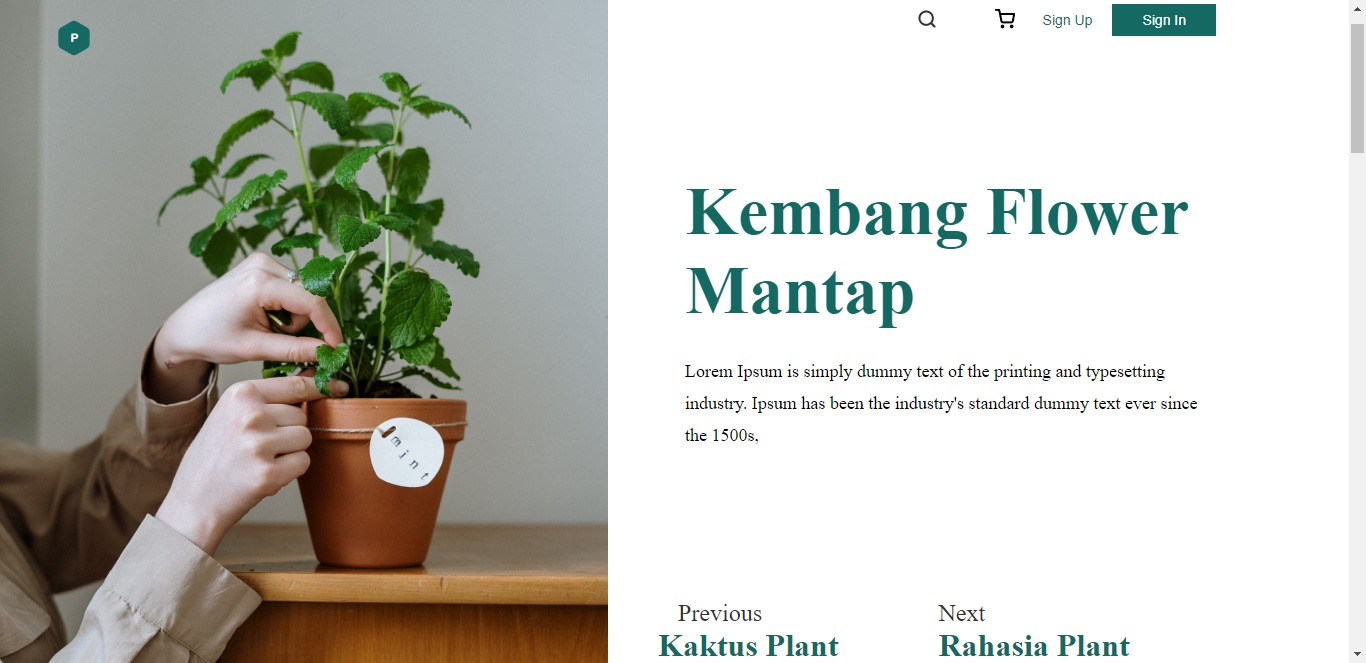 P
Sign Up
Sign In
Kembang Flower
Mantap
Lorem Ipsum is simply dummy text of the printing and typesetting
industry. Ipsum has been the industry's standard dummy text ever since
the 1500s,
mint
Previous
Next
Kaktus Plant
Rahasia Plant